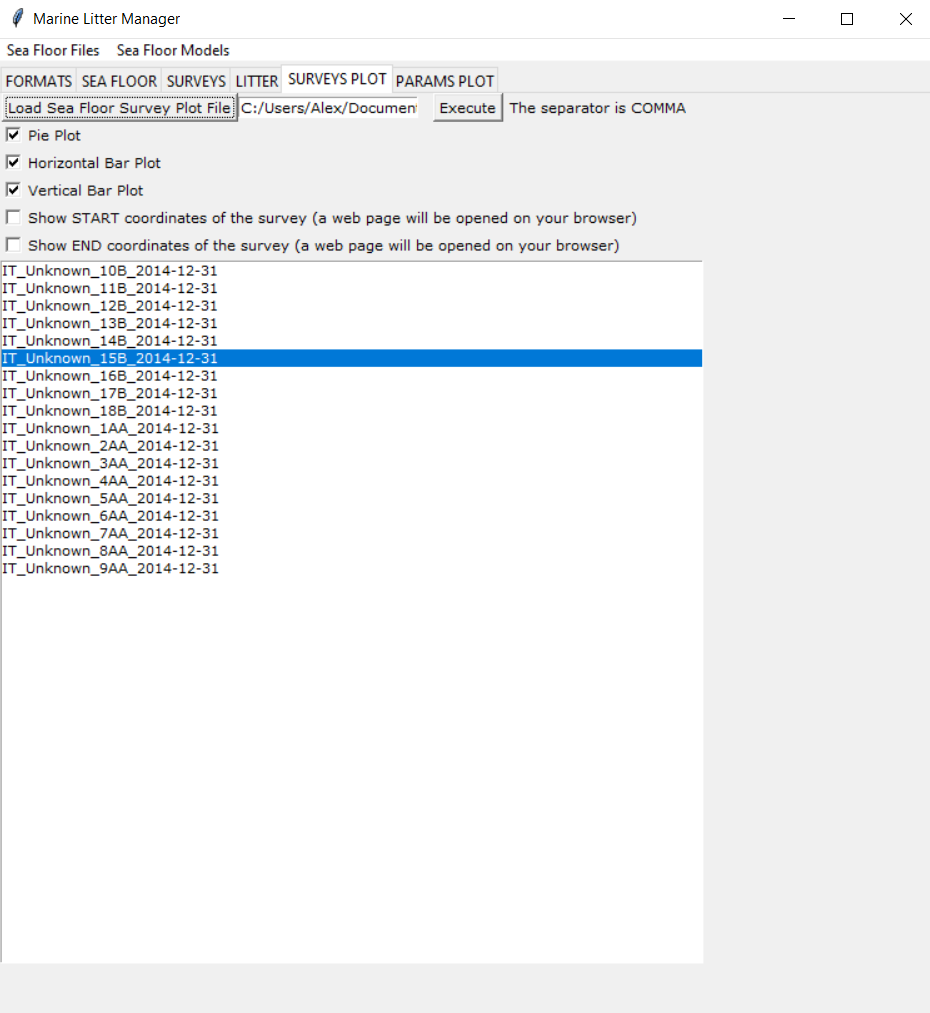 Marine Litter Manager
Sea Floor Files Sea Floor Models
FORMATS SEA FLOOR SURVEYS LITTER SURVEYS PLOT PARAMS PLOT
Load Sea Floor Survey Plot File C:/Users/Alex/Document Execute The separator is COMMA
Pie Plot
Horizontal Bar Plot
Vertical Bar Plot
Show START coordinates of the survey (a web page will be opened on your browser)
Show END coordinates of the survey (a web page will be opened on your browser)
IT_Unknown_10B_2014-12-31
IT_Unknown_11B_2014-12-31
IT_Unknown_12B_2014-12-31
IT_Unknown_13B_2014-12-31
IT_Unknown_14B_2014-12-31
IT_Unknown_15B_2014-12-31
IT_Unknown_16B_2014-12-31
IT_Unknown_17B_2014-12-31
IT_Unknown_18B_2014-12-31
IT_Unknown_1AA_2014-12-31
IT_Unknown_2AA_2014-12-31
IT_Unknown_3AA_2014-12-31
IT_Unknown_4AA_2014-12-31
IT_Unknown_5AA_2014-12-31
IT_Unknown_6AA_2014-12-31
IT_Unknown_7AA_2014-12-31
IT_Unknown_8AA_2014-12-31
IT_Unknown_9AA_2014-12-31